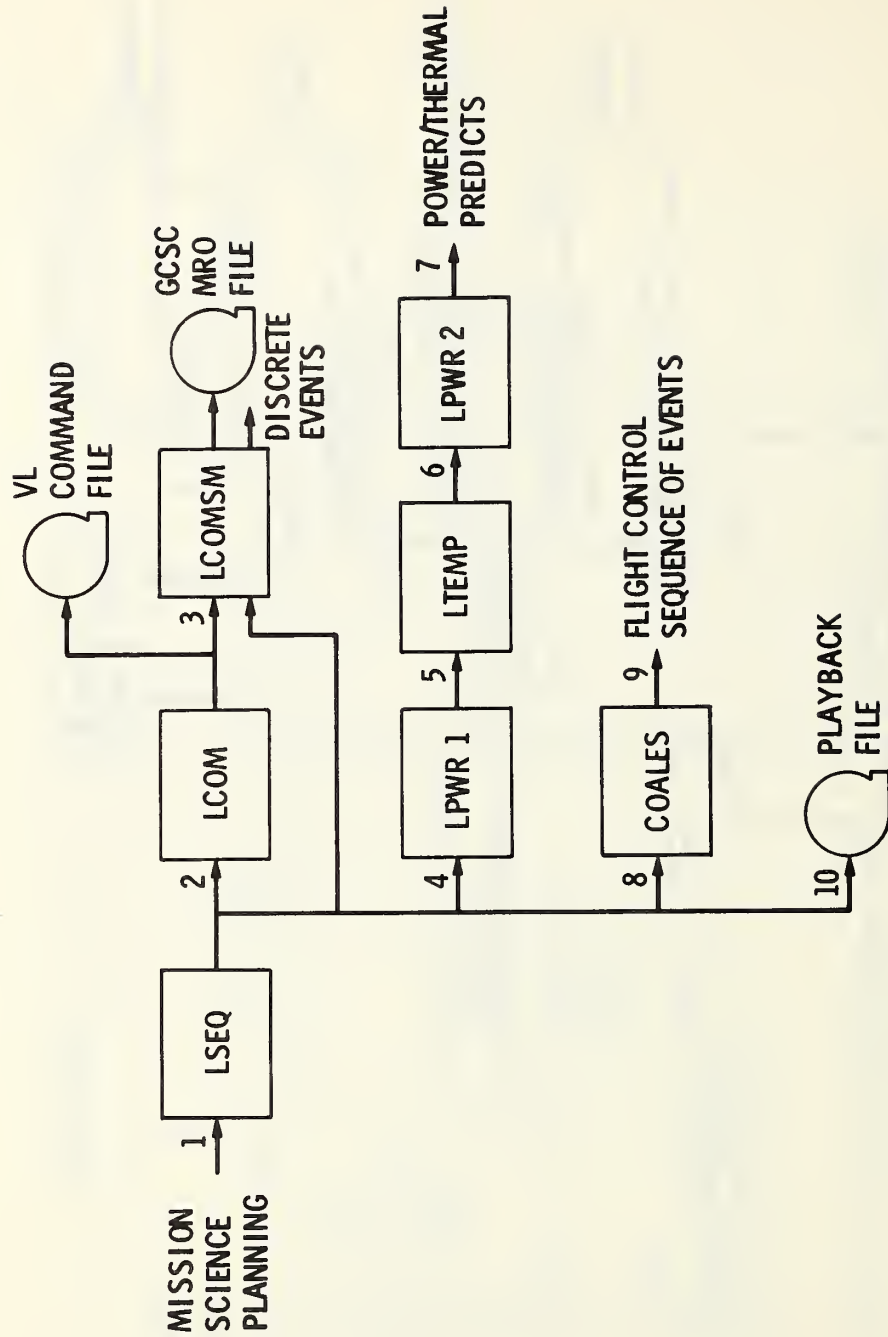 MISSION
SCIENCE
PLANNING
1
LSEQ
2
LCOM
VL
COMMAND
FILE
3
LCOMSM
GCSC
MRO
FILE
DISCRETE
EVENTS
4
LPWR 1
5
LTEMP
6
LPWR 2
7
POWER/THERMAL
PREDICTS
8
COALES
9
FLIGHT CONTROL
SEQUENCE OF EVENTS
10
PLAYBACK
FILE